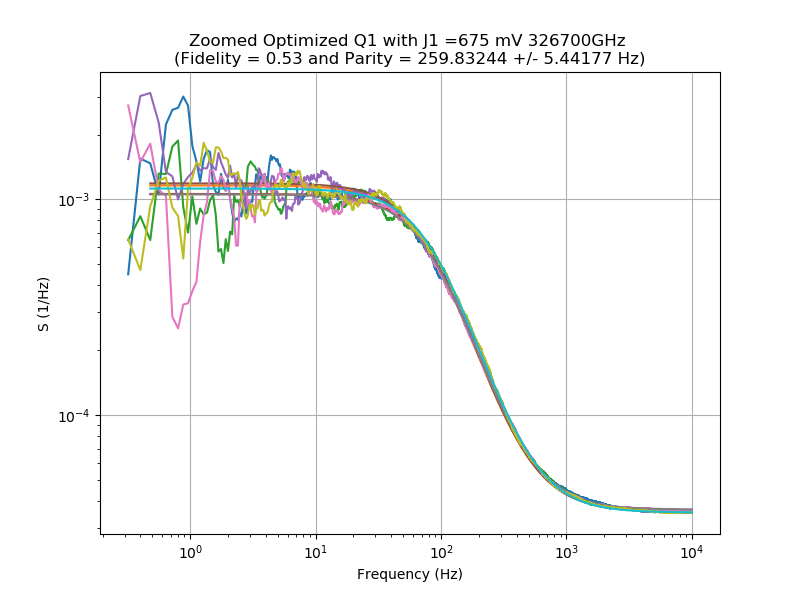 Zoomed Optimized Q1 with J1 =675 mV 326700GHz
(Fidelity = 0.53 and Parity = 259.83244 +/- 5.44177 Hz)
S (1/Hz)
10⁻³
10⁻⁴
10⁰ 10¹ 10² 10³ 10⁴
Frequency (Hz)